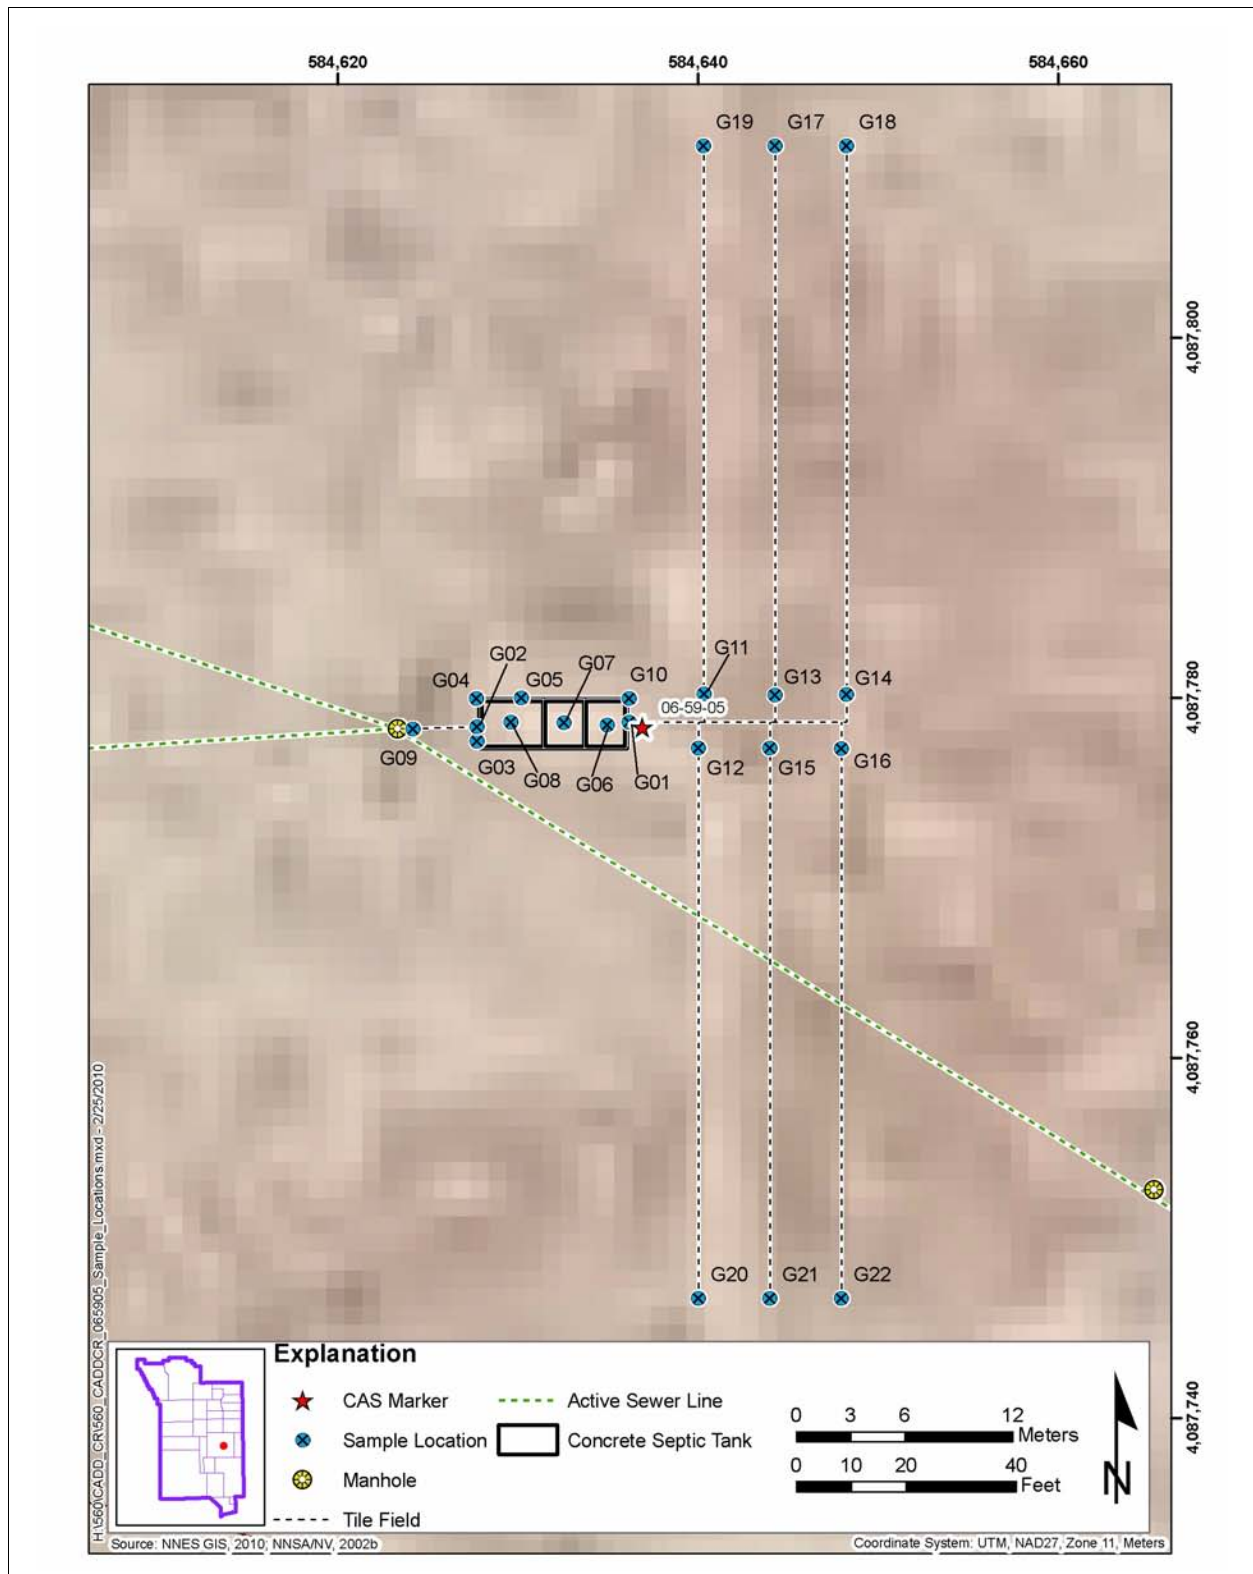 584,620 584,640 584,660
G19 G17 G18
4,087,800
G02 G07 G11
G04 G05 G10 G13 G14
4,087,780
06-59-05
G09 G03 G08 G06 G01 G12 G15 G16
4,087,760
G20 G21 G22
4,087,740
H:\560\CADD_CR\560_CADDCR_065905_Sample_Locations.mxd - 2/25/2010
Explanation
CAS Marker
Sample Location
Manhole
Tile Field
Active Sewer Line
Concrete Septic Tank
0 3 6 12
Meters
0 10 20 40
Feet
N
Source: NNES GIS, 2010; NNSA/NV, 2002b
Coordinate System: UTM, NAD27, Zone 11, Meters